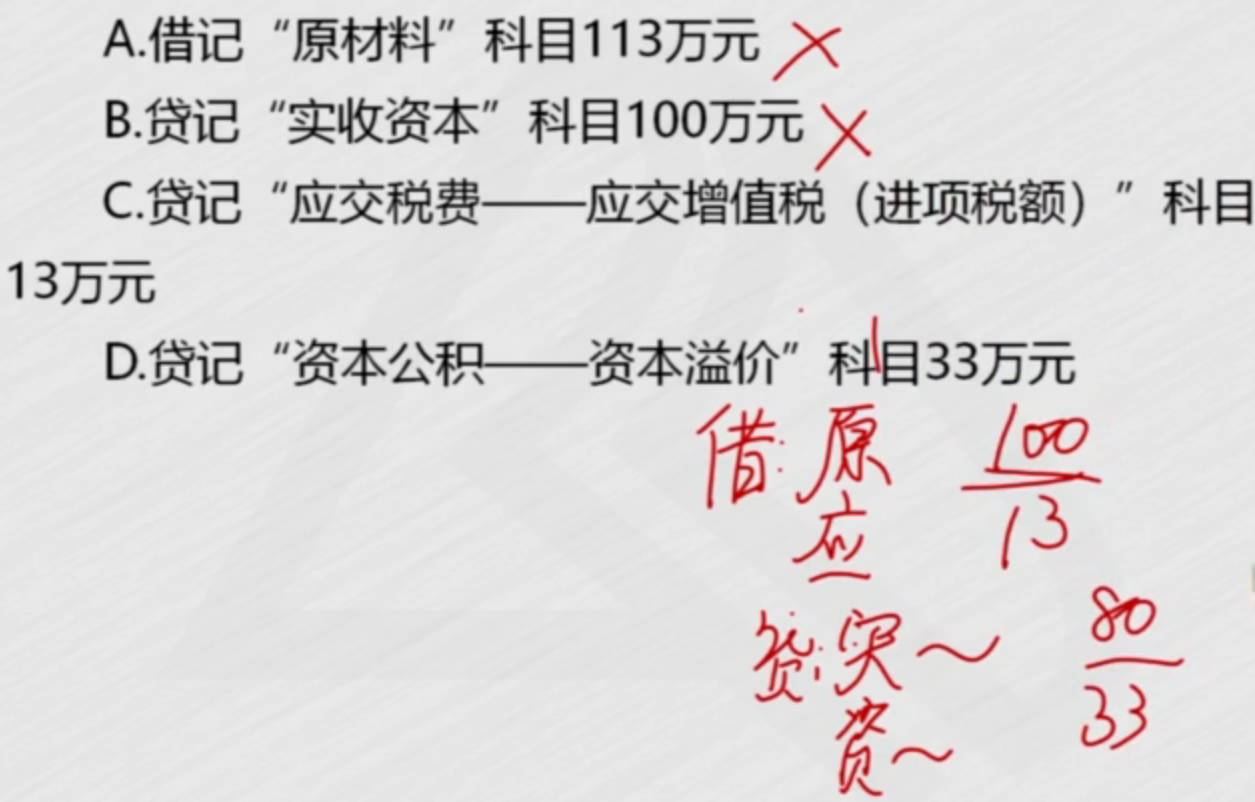 A.借记“原材料”科目113万元
B.贷记“实收资本”科目100万元
C.贷记“应交税费——应交增值税（进项税额）”科目
13万元
D.贷记“资本公积——资本溢价”科目33万元
借:原 100
应 13
贷:实～ 80
资～ 33